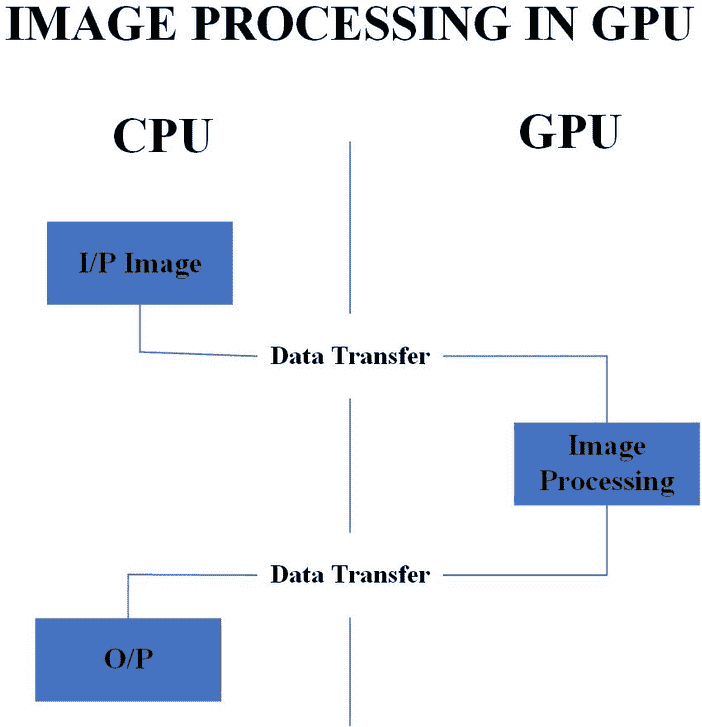 IMAGE PROCESSING IN GPU
CPU
GPU
I/P Image
Data Transfer
Image
Processing
Data Transfer
O/P